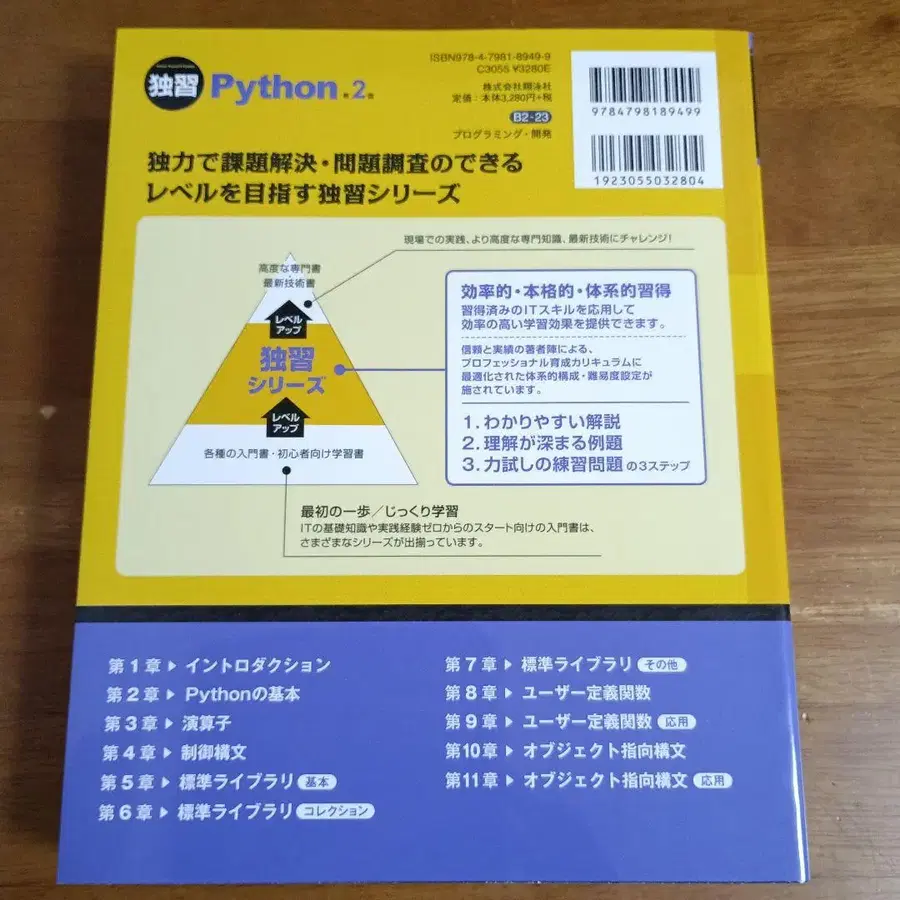 独習 Python 第2版
ISBN978-4-7981-8949-9
C3055 ¥3280E
株式会社翔泳社
定価：本体3,280円+税
B2-23
プログラミング・開発
9784798189499
1923055032804
独力で課題解決・問題調査のできる
レベルを目指す独習シリーズ
現場での実践、より高度な専門知識、最新技術にチャレンジ！
高度な専門書
最新技術書
レベル
アップ
独習
シリーズ
レベル
アップ
各種の入門書・初心者向け学習書
効率的・本格的・体系的習得
習得済みのITスキルを応用して
効率の高い学習効果を提供できます。
信頼と実績の著者陣による、
プロフェッショナル育成カリキュラムに
最適化された体系的構成・難易度設定が
施されています。
1. わかりやすい解説
2. 理解が深まる例題
3. 力試しの練習問題 の3ステップ
最初の一歩／じっくり学習
ITの基礎知識や実践経験ゼロからのスタート向けの入門書は、
さまざまなシリーズが出揃っています。
第1章 ▶ イントロダクション
第2章 ▶ Pythonの基本
第3章 ▶ 演算子
第4章 ▶ 制御構文
第5章 ▶ 標準ライブラリ 基本
第6章 ▶ 標準ライブラリ コレクション
第7章 ▶ 標準ライブラリ その他
第8章 ▶ ユーザー定義関数
第9章 ▶ ユーザー定義関数 応用
第10章 ▶ オブジェクト指向構文
第11章 ▶ オブジェクト指向構文 応用